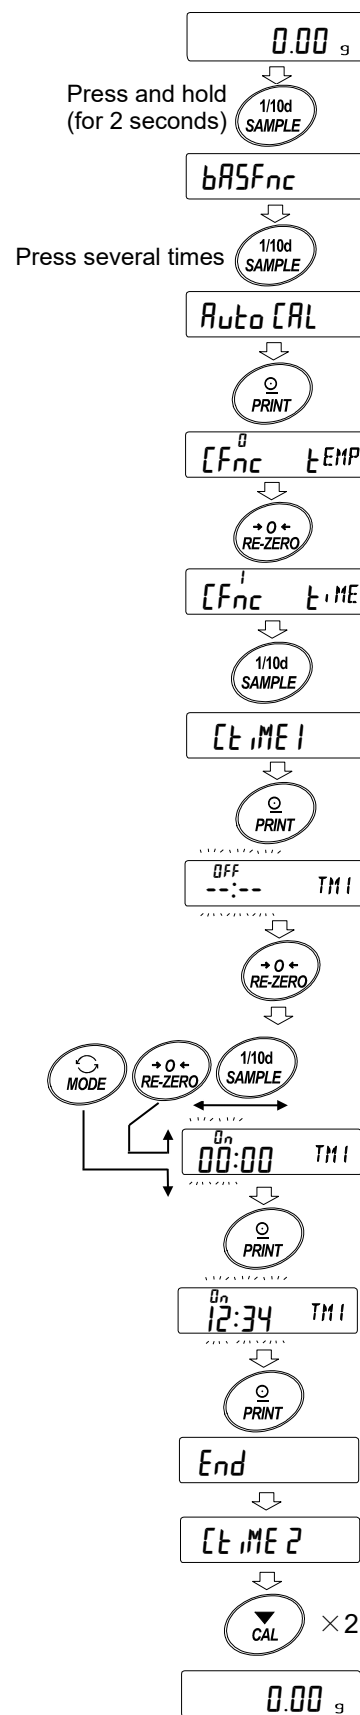 0.00 g
Press and hold
(for 2 seconds)
1/10d
SAMPLE
bASFnc
Press several times
1/10d
SAMPLE
Auto CAL
PRINT
0
CFnc tEMP
→0←
RE-ZERO
1
CFnc tiME
1/10d
SAMPLE
CtiME1
PRINT
OFF
--:-- TM1
→0←
RE-ZERO
MODE
→0←
RE-ZERO
1/10d
SAMPLE
On
00:00 TM1
PRINT
On
12:34 TM1
PRINT
End
CtiME2
CAL ×2
0.00 g